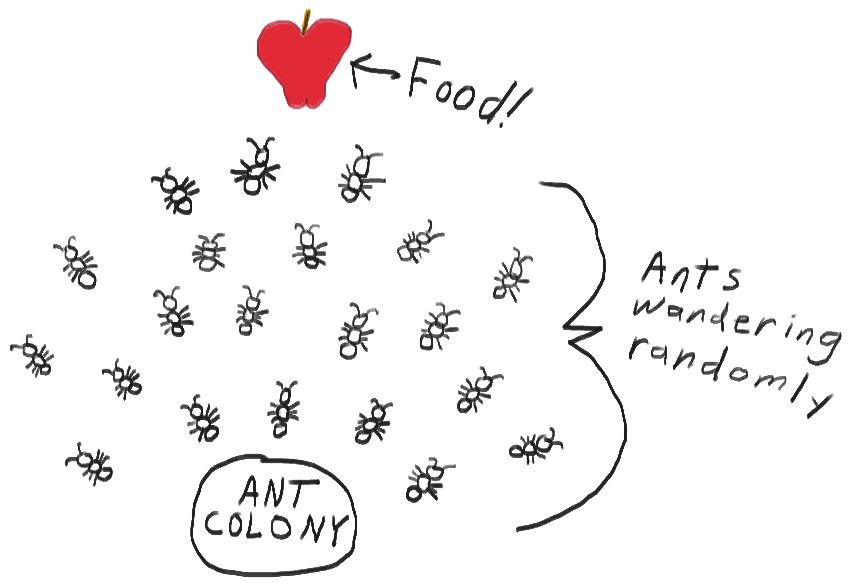 Food!
Ants
wandering
randomly
ANT
COLONY